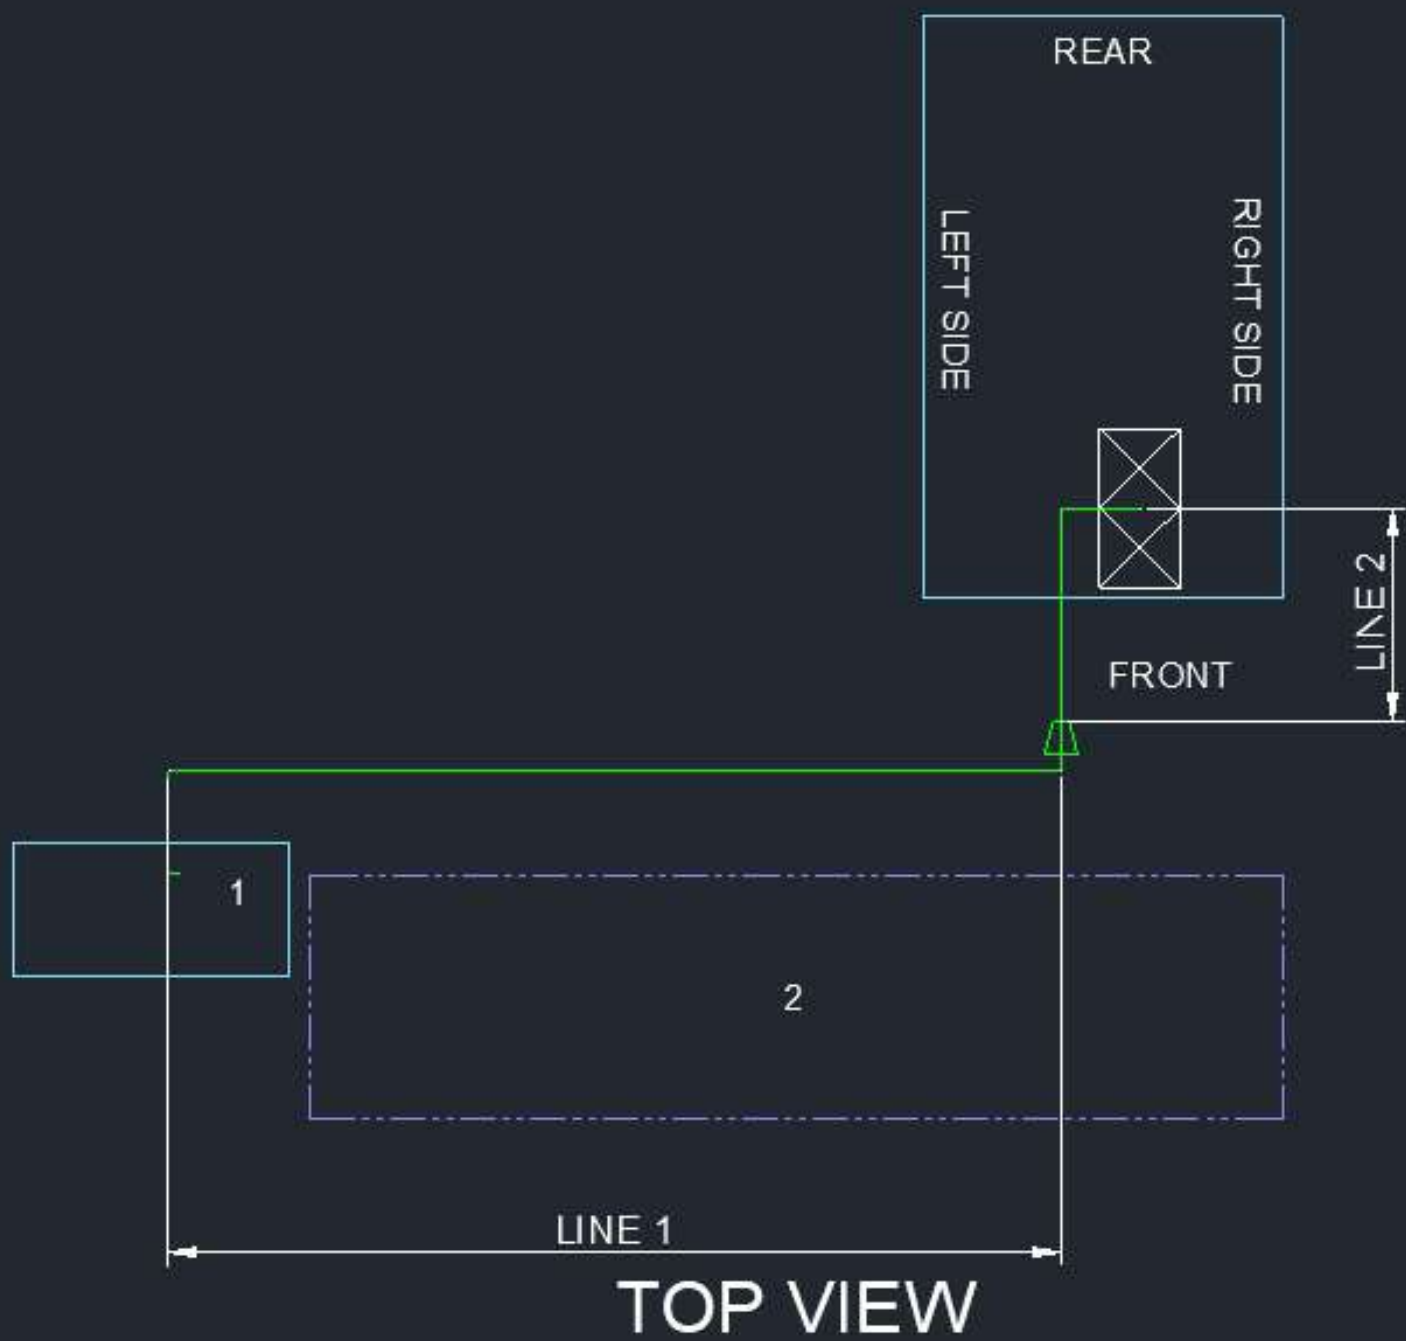 REAR
LEFT SIDE
RIGHT SIDE
LINE 2
FRONT
1
2
LINE 1
TOP VIEW